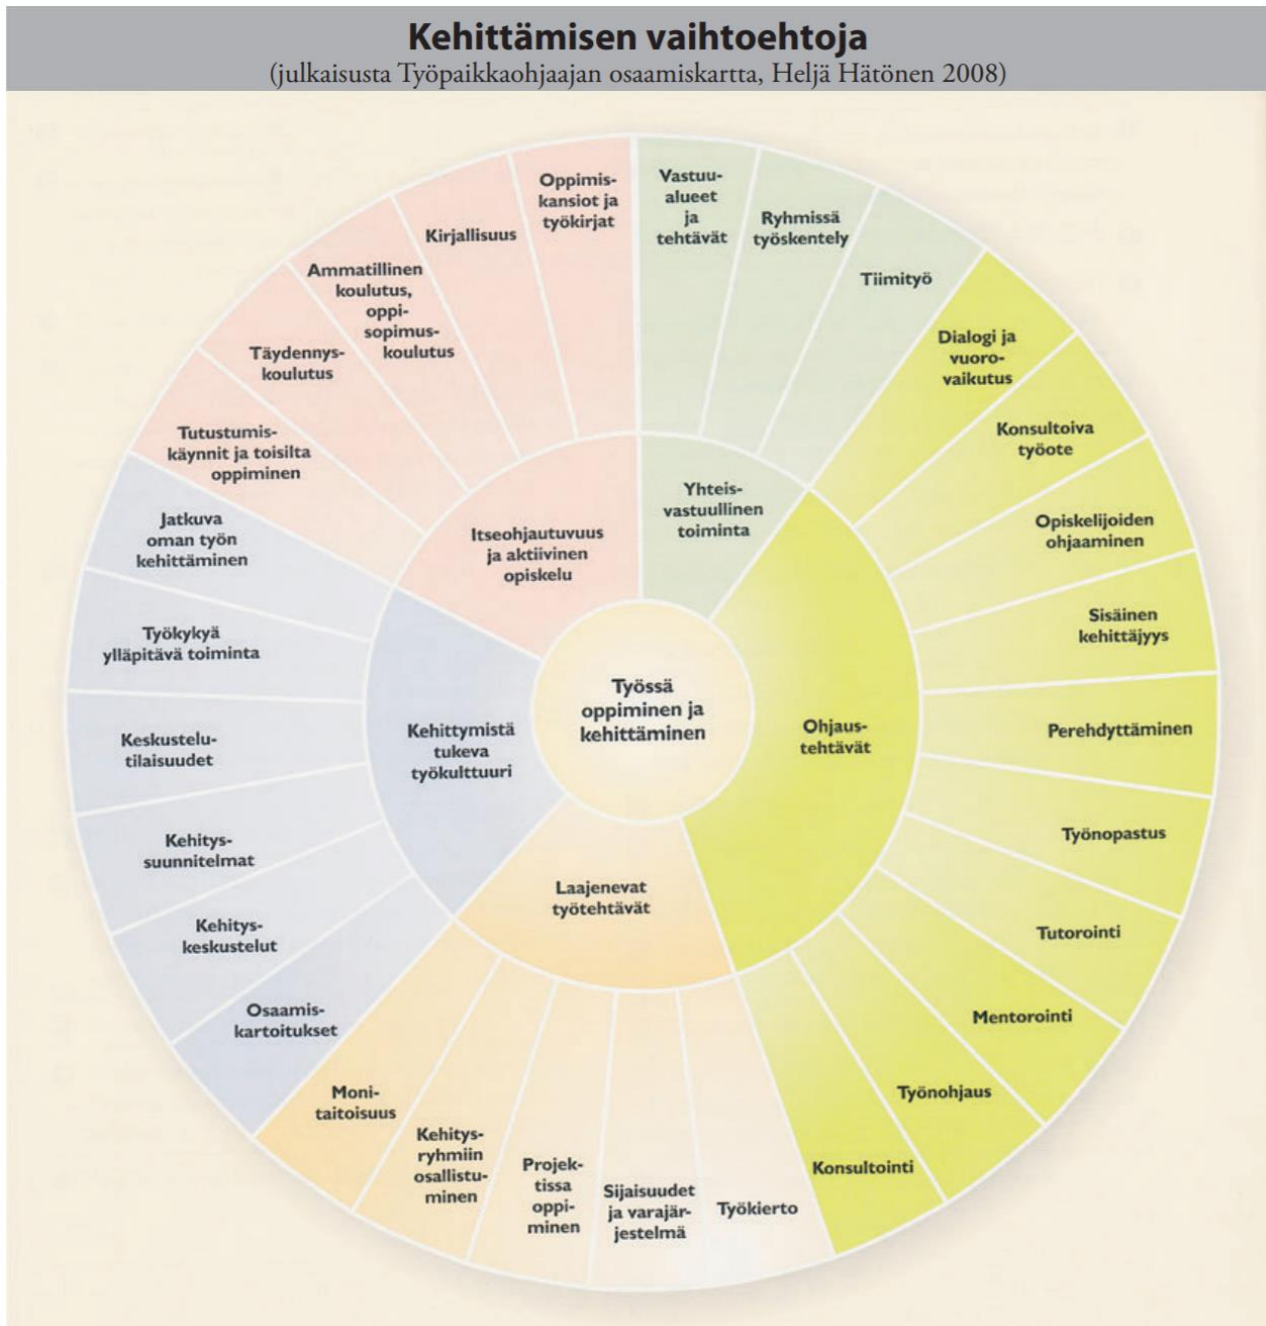 Kehittämisen vaihtoehtoja
(julkaisusta Työpaikkaohjaajan osaamiskartta, Heljä Hätönen 2008)
Oppimis-
kansiot ja
työkirjat
Kirjallisuus
Ammatillinen
koulutus,
oppi-
sopimus-
koulutus
Täydennys-
koulutus
Tutustumis-
käynnit ja toisilta
oppiminen
Itseohjautuvuus
ja aktiivinen
opiskelu
Vastuu-
alueet
ja
tehtävät
Ryhmissä
työskentely
Tiimityö
Yhteis-
vastuullinen
toiminta
Dialogi ja
vuoro-
vaikutus
Konsultoiva
työote
Opiskelijoiden
ohjaaminen
Sisäinen
kehittäjyys
Perehdyttäminen
Työnopastus
Tutorointi
Mentorointi
Työnohjaus
Konsultointi
Ohjaus-
tehtävät
Työssä
oppiminen ja
kehittäminen
Jatkuva
oman työn
kehittäminen
Työkykyä
ylläpitävä toiminta
Keskustelu-
tilaisuudet
Kehitys-
suunnitelmat
Kehitys-
keskustelut
Osaamis-
kartoitukset
Kehittymistä
tukeva
työkulttuuri
Laajenevat
työtehtävät
Moni-
taitoisuus
Kehitys-
ryhmiin
osallistu-
minen
Projek-
tissa
oppi-
minen
Sijaisuudet
ja varajär-
jestelmä
Työkierto